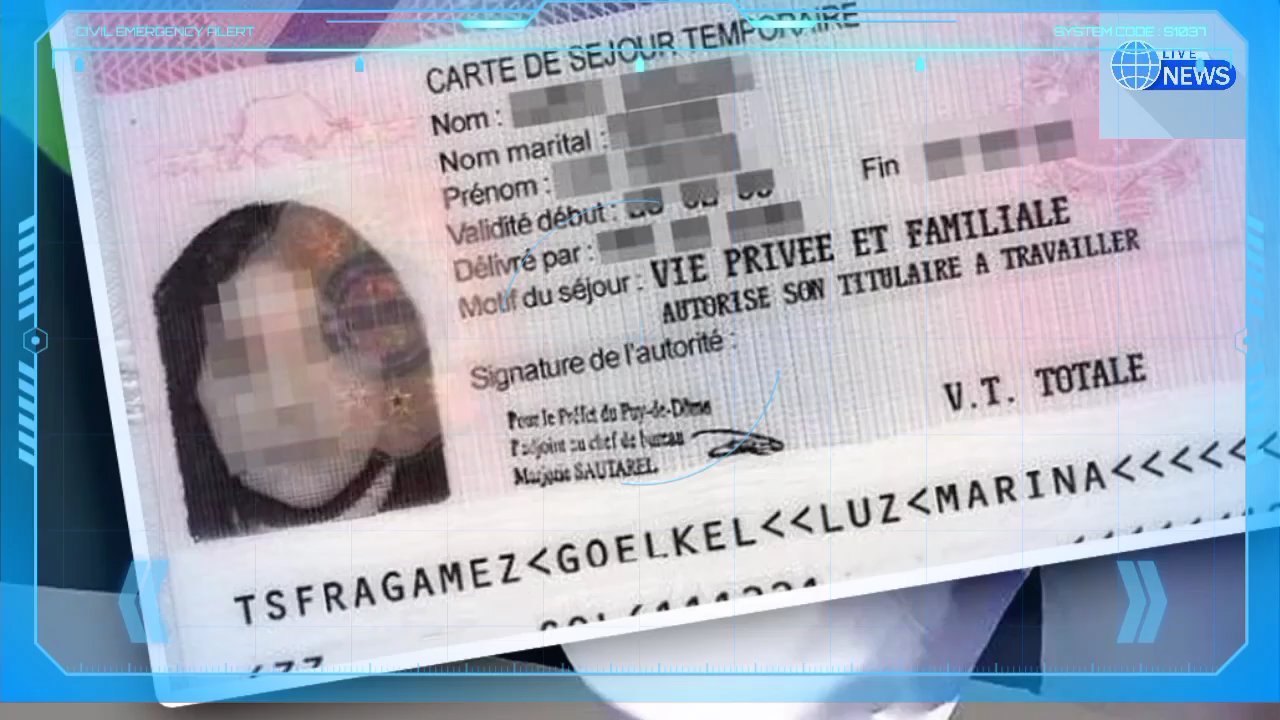 CIVIL EMERGENCY ALERT
SYSTEM CODE : S1037
LIVE
NEWS
CARTE DE SEJOUR TEMPORAIRE
Nom :
Nom marital :
Prénom :
Validité début :
Fin
Délivré par :
Motif du séjour : VIE PRIVEE ET FAMILIALE
AUTORISE SON TITULAIRE A TRAVAILLER
Signature de l'autorité :
V.T. TOTALE
Pour le Préfet du Puy-de-Dôme
l'adjoint au chef de bureau
Marjorie SAUTAREL
TSFRAGAMEZ<GOELKEL<<LUZ<MARINA<<<<<<